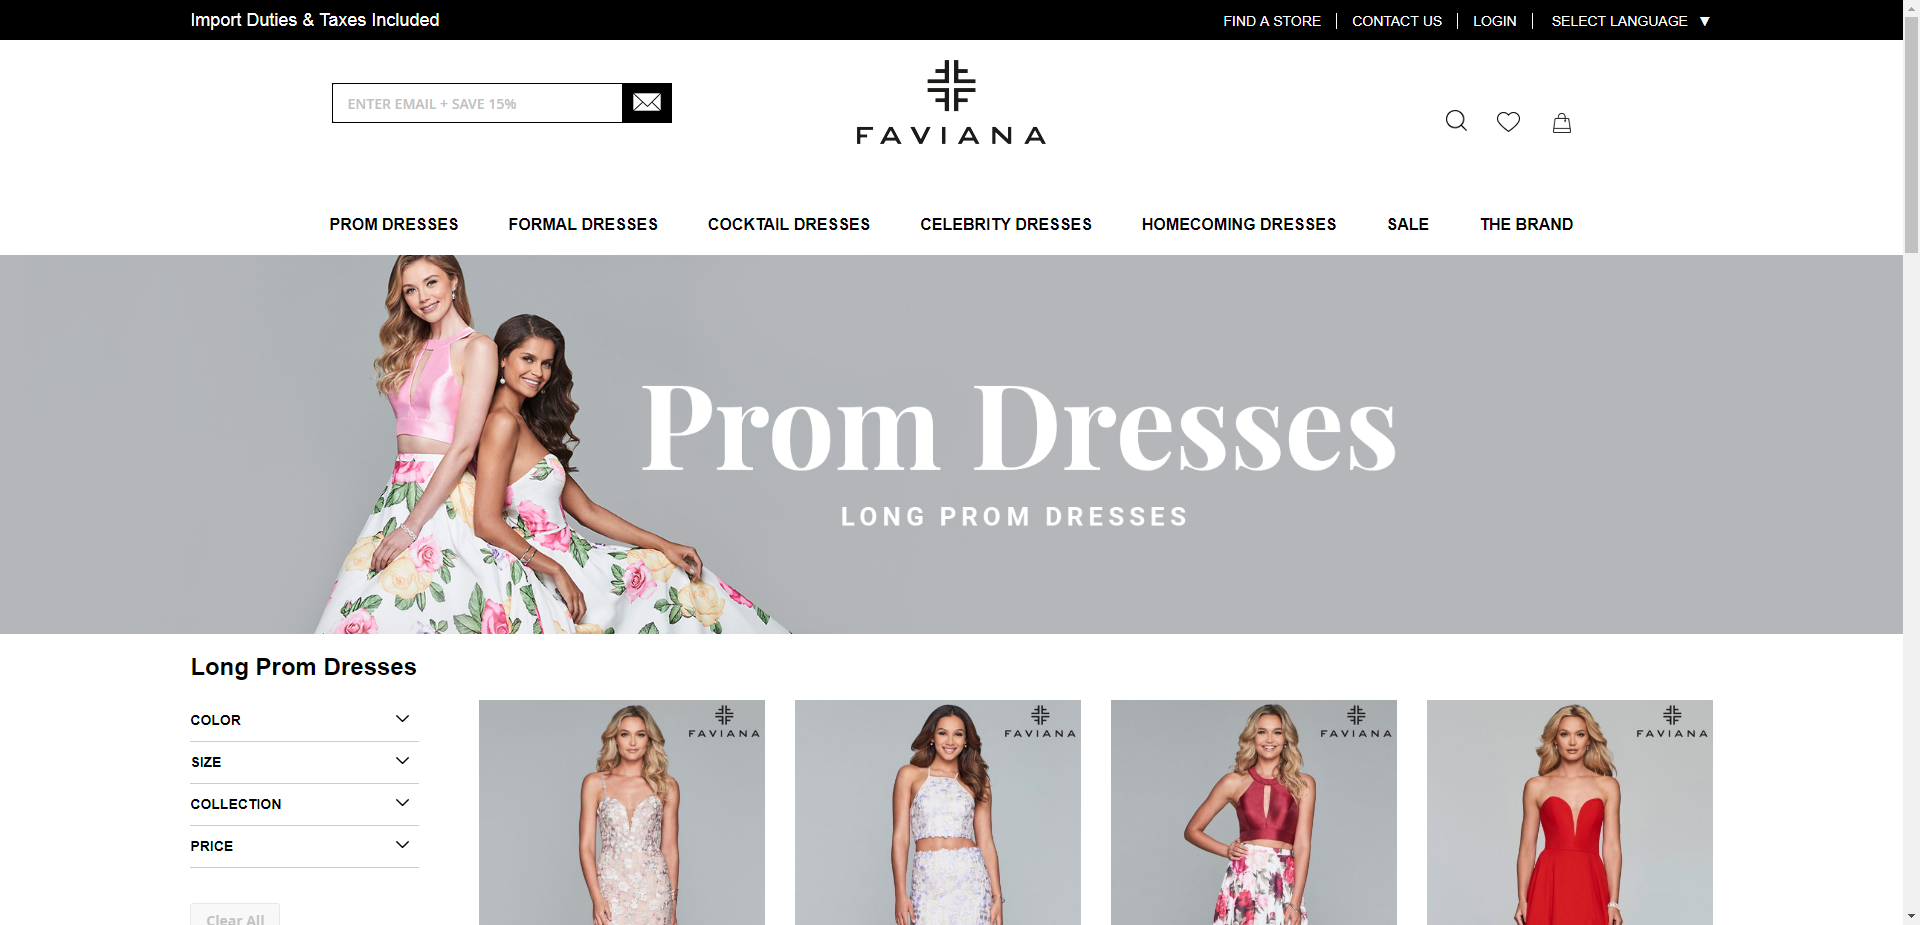 Import Duties & Taxes Included
FIND A STORE
CONTACT US
LOGIN
SELECT LANGUAGE ▼
ENTER EMAIL + SAVE 15%
FAVIANA
PROM DRESSES
FORMAL DRESSES
COCKTAIL DRESSES
CELEBRITY DRESSES
HOMECOMING DRESSES
SALE
THE BRAND
Prom Dresses
LONG PROM DRESSES
Long Prom Dresses
COLOR
SIZE
COLLECTION
PRICE
Clear All
FAVIANA
FAVIANA
FAVIANA
FAVIANA